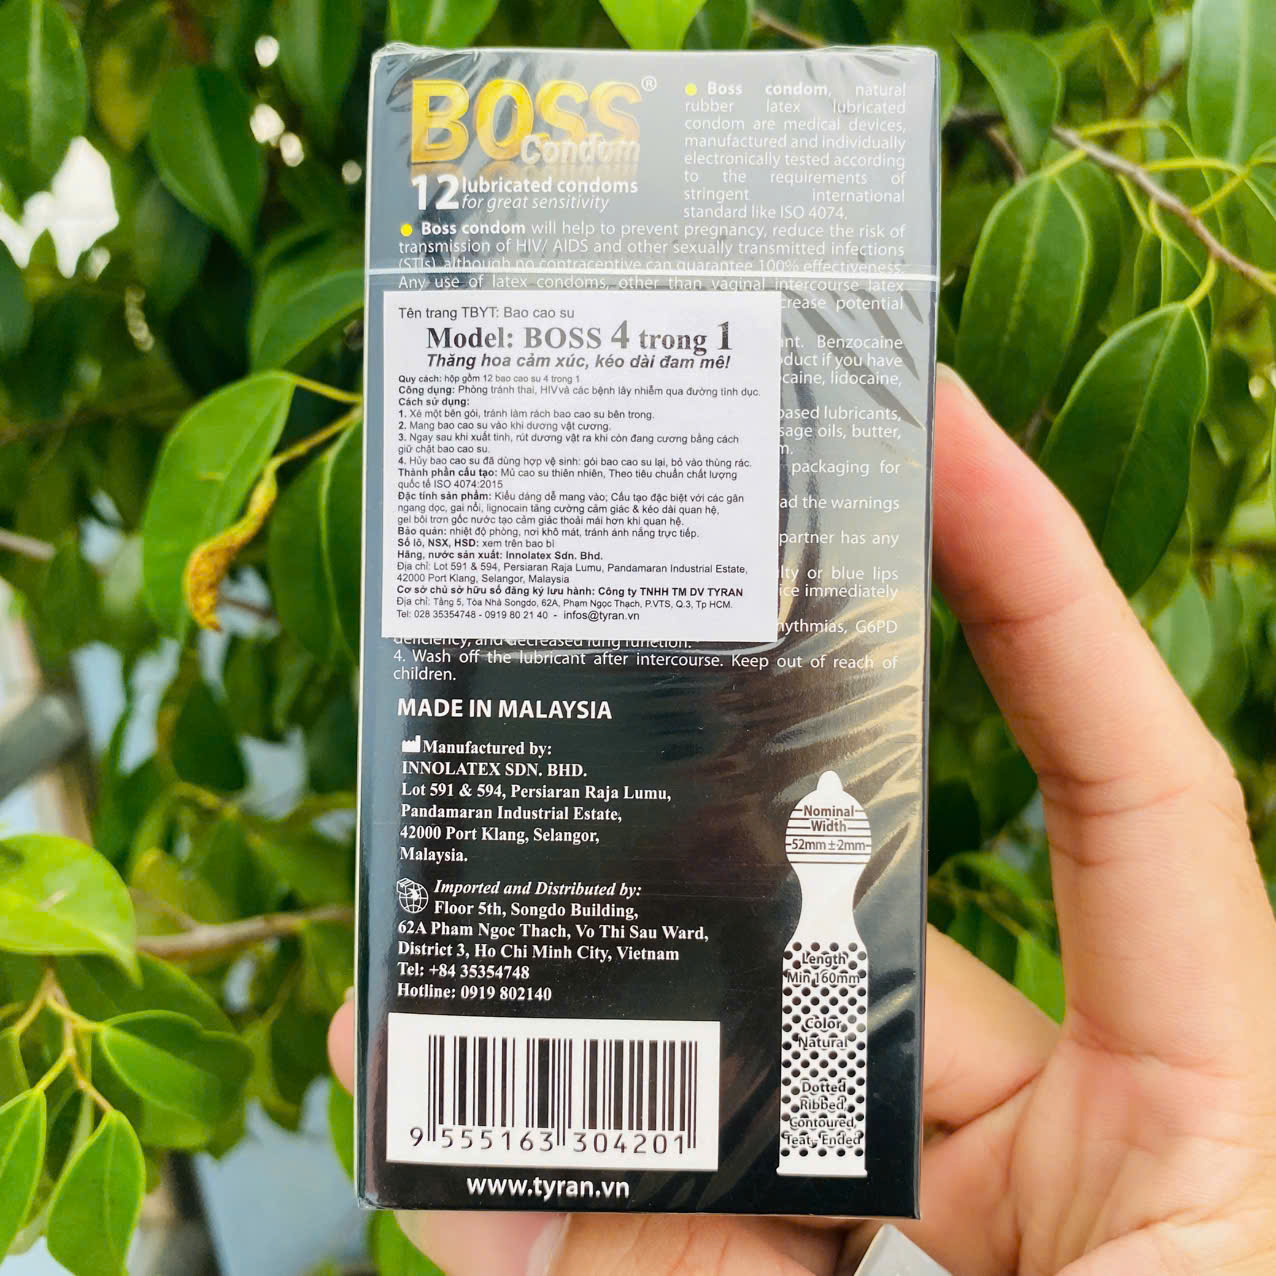 BOSS®
Condom
12 lubricated condoms
for great sensitivity
● Boss condom, natural
rubber latex lubricated
condom are medical devices,
manufactured and individually
electronically tested according
to the requirements of
stringent international
standard like ISO 4074.
● Boss condom will help to prevent pregnancy, reduce the risk of
transmission of HIV/ AIDS and other sexually transmitted infections
(STIs), although no contraceptive can guarantee 100% effectiveness.
Any use of latex condoms, other than vaginal intercourse latex
crease potential
nt. Benzocaine
duct if you have
caine, lidocaine,
based lubricants,
sage oils, butter,
m.
packaging for
ad the warnings
partner has any
lty or blue lips
ice immediately
hythmias, G6PD
deficiency, and decreased lung function.
4. Wash off the lubricant after intercourse. Keep out of reach of
children.
Tên trang TBYT: Bao cao su
Model: BOSS 4 trong 1
Thăng hoa cảm xúc, kéo dài đam mê!
Quy cách: hộp gồm 12 bao cao su 4 trong 1
Công dụng: Phòng tránh thai, HIV và các bệnh lây nhiễm qua đường tình dục.
Cách sử dụng:
1. Xé một bên gói, tránh làm rách bao cao su bên trong.
2. Mang bao cao su vào khi dương vật cương.
3. Ngay sau khi xuất tinh, rút dương vật ra khi còn đang cương bằng cách
giữ chặt bao cao su.
4. Hủy bao cao su đã dùng hợp vệ sinh: gói bao cao su lại, bỏ vào thùng rác.
Thành phần cấu tạo: Mủ cao su thiên nhiên, Theo tiêu chuẩn chất lượng
quốc tế ISO 4074:2015
Đặc tính sản phẩm: Kiểu dáng dễ mang vào; Cấu tạo đặc biệt với các gân
ngang dọc, gai nổi, lignocain tăng cường cảm giác & kéo dài quan hệ,
gel bôi trơn gốc nước tạo cảm giác thoải mái hơn khi quan hệ.
Bảo quản: nhiệt độ phòng, nơi khô mát, tránh ánh nắng trực tiếp.
Số lô, NSX, HSD: xem trên bao bì
Hãng, nước sản xuất: Innolatex Sdn. Bhd.
Địa chỉ: Lot 591 & 594, Persiaran Raja Lumu, Pandamaran Industrial Estate,
42000 Port Klang, Selangor, Malaysia
Cơ sở chủ sở hữu số đăng ký lưu hành: Công ty TNHH TM DV TYRAN
Địa chỉ: Tầng 5, Tòa Nhà Songdo, 62A, Phạm Ngọc Thạch, P.VTS, Q.3, Tp HCM.
Tel: 028 35354748 - 0919 80 21 40 - infos@tyran.vn
MADE IN MALAYSIA
Manufactured by:
INNOLATEX SDN. BHD.
Lot 591 & 594, Persiaran Raja Lumu,
Pandamaran Industrial Estate,
42000 Port Klang, Selangor,
Malaysia.
Imported and Distributed by:
Floor 5th, Songdo Building,
62A Pham Ngoc Thach, Vo Thi Sau Ward,
District 3, Ho Chi Minh City, Vietnam
Tel: +84 35354748
Hotline: 0919 802140
Nominal
Width
52mm ± 2mm
Length
Min 160mm
Color
Natural
Dotted
Ribbed
Contoured,
Teat - Ended
9 555163 304201
www.tyran.vn